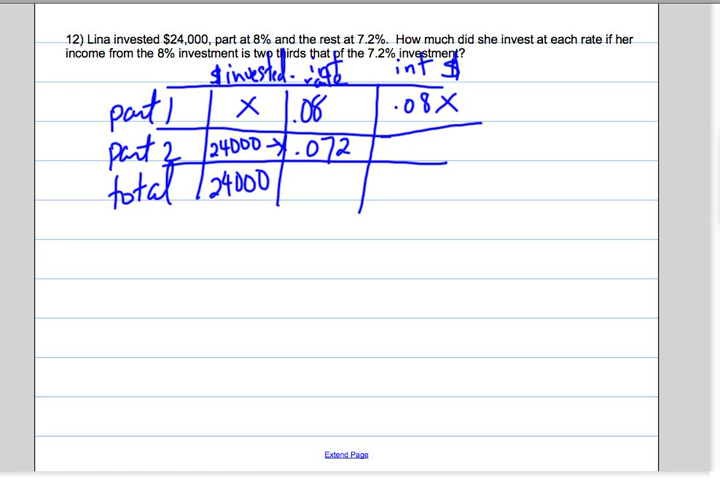 12) Lina invested $24,000, part at 8% and the rest at 7.2%. How much did she invest at each rate if her
income from the 8% investment is two thirds that of the 7.2% investment?
$ invested int rate int $
part 1 x .08 .08x
part 2 24000-x .072
total 24000
Extend Page